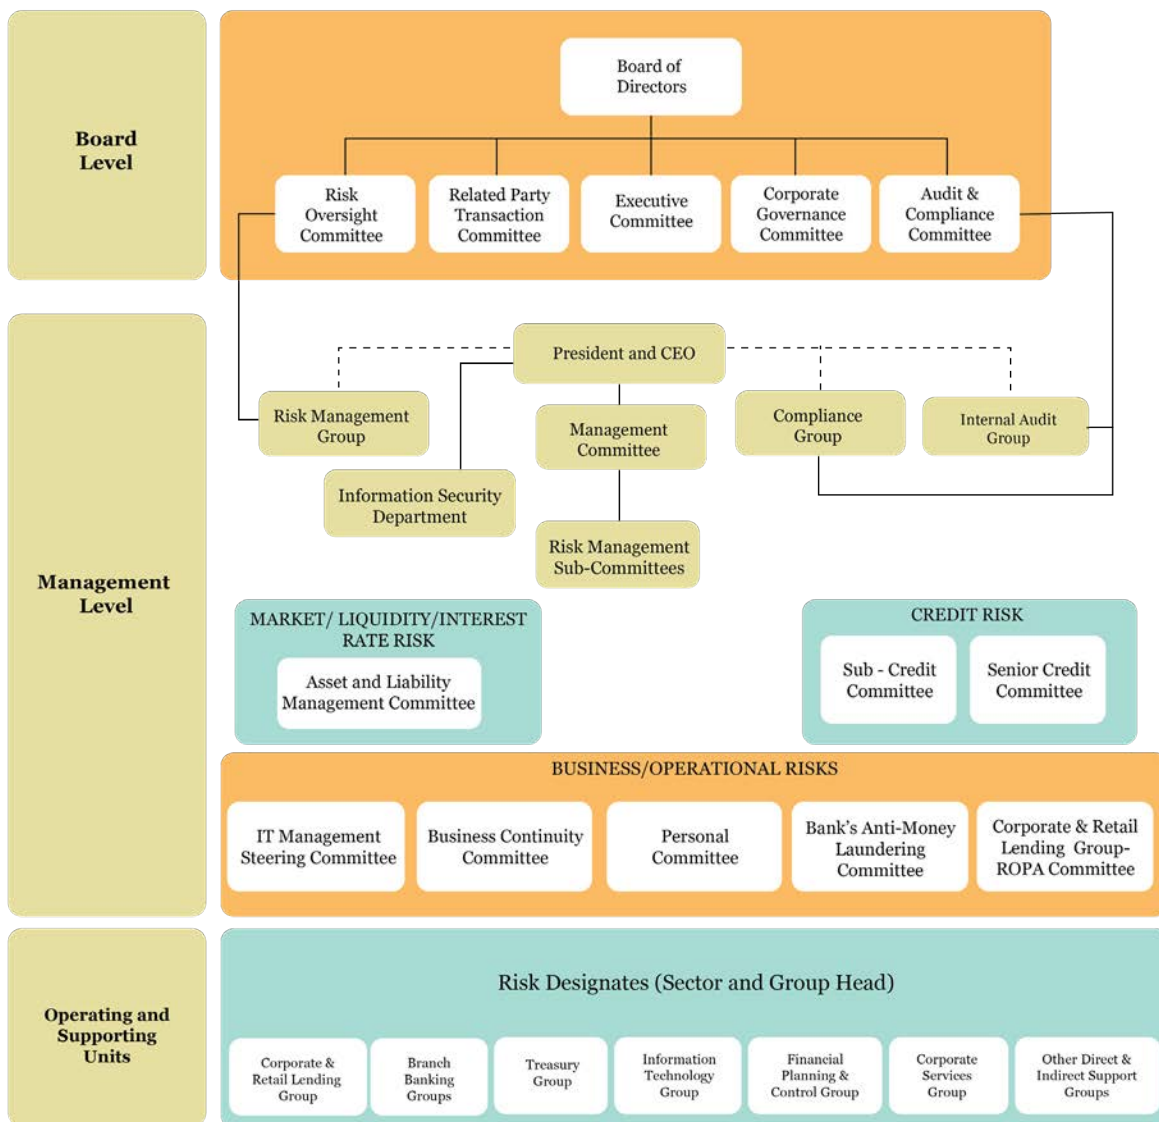 Board
Level
Board of
Directors
Risk
Oversight
Committee
Related Party
Transaction
Committee
Executive
Committee
Corporate
Governance
Committee
Audit &
Compliance
Committee
Management
Level
President and CEO
Risk Management
Group
Management
Committee
Compliance
Group
Internal Audit
Group
Information Security
Department
Risk Management
Sub-Committees
MARKET/ LIQUIDITY/INTEREST
RATE RISK
Asset and Liability
Management Committee
CREDIT RISK
Sub - Credit
Committee
Senior Credit
Committee
BUSINESS/OPERATIONAL RISKS
IT Management
Steering Committee
Business Continuity
Committee
Personal
Committee
Bank's Anti-Money
Laundering
Committee
Corporate & Retail
Lending Group-
ROPA Committee
Operating and
Supporting
Units
Risk Designates (Sector and Group Head)
Corporate &
Retail Lending
Group
Branch
Banking
Groups
Treasury
Group
Information
Technology
Group
Financial
Planning &
Control Group
Corporate
Services
Group
Other Direct &
Indirect Support
Groups